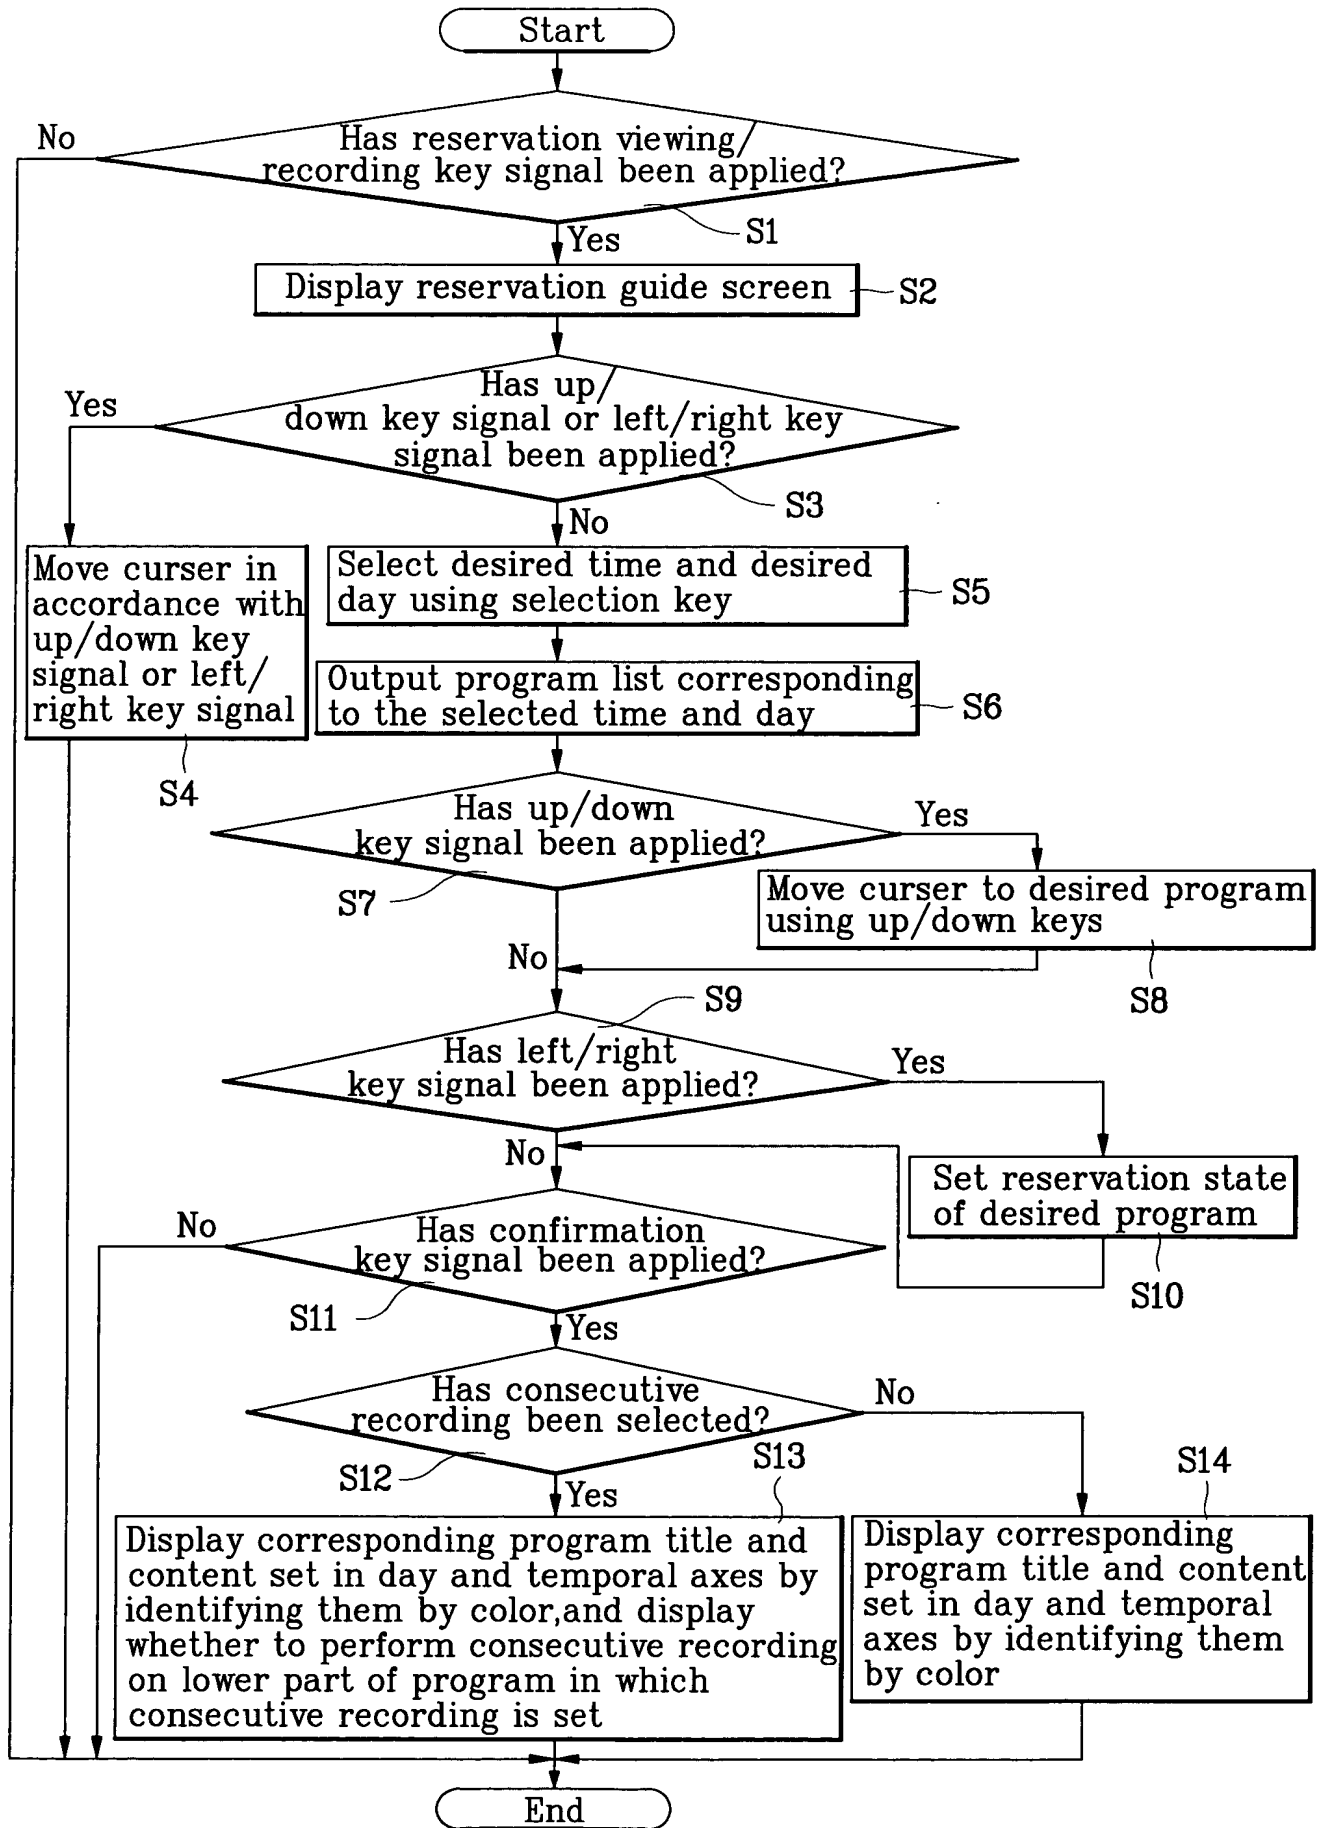 Start
No
Has reservation viewing/
recording key signal been applied?
S1
Yes
Display reservation guide screen
S2
Has up/
down key signal or left/right key
signal been applied?
Yes
S3
No
Move curser in
accordance with
up/down key
signal or left/
right key signal
S4
Select desired time and desired
day using selection key
S5
Output program list corresponding
to the selected time and day
S6
Has up/down
key signal been applied?
Yes
S7
Move curser to desired program
using up/down keys
S8
No
S9
Has left/right
key signal been applied?
Yes
No
Set reservation state
of desired program
S10
No
Has confirmation
key signal been applied?
S11
Yes
Has consecutive
recording been selected?
No
S12
Yes
S13
S14
Display corresponding program title and
content set in day and temporal axes by
identifying them by color,and display
whether to perform consecutive recording
on lower part of program in which
consecutive recording is set
Display corresponding
program title and content
set in day and temporal
axes by identifying them
by color
End